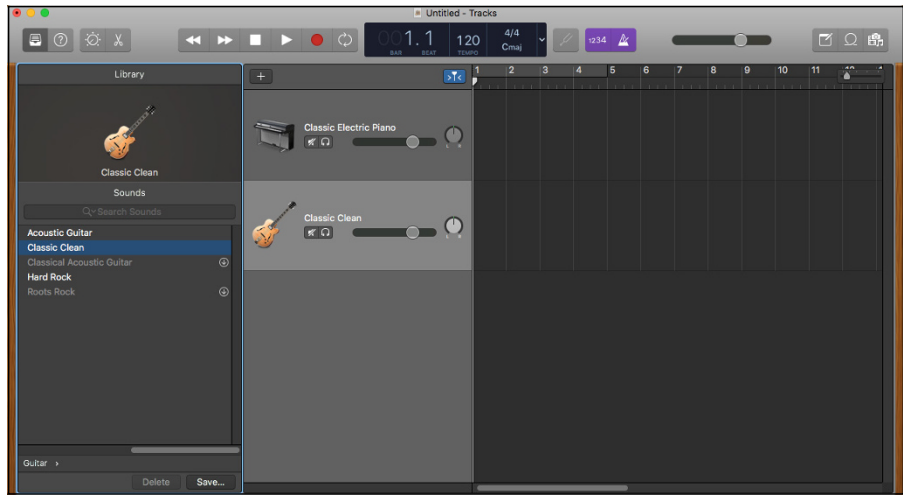 Untitled - Tracks
001.1
BAR BEAT
120
TEMPO
4/4
Cmaj
1234
Library
Classic Clean
Sounds
Search Sounds
Acoustic Guitar
Classic Clean
Classical Acoustic Guitar
Hard Rock
Roots Rock
Guitar ›
Delete Save...
+
1 2 3 4 5 6 7 8 9 10 11
Classic Electric Piano
Classic Clean